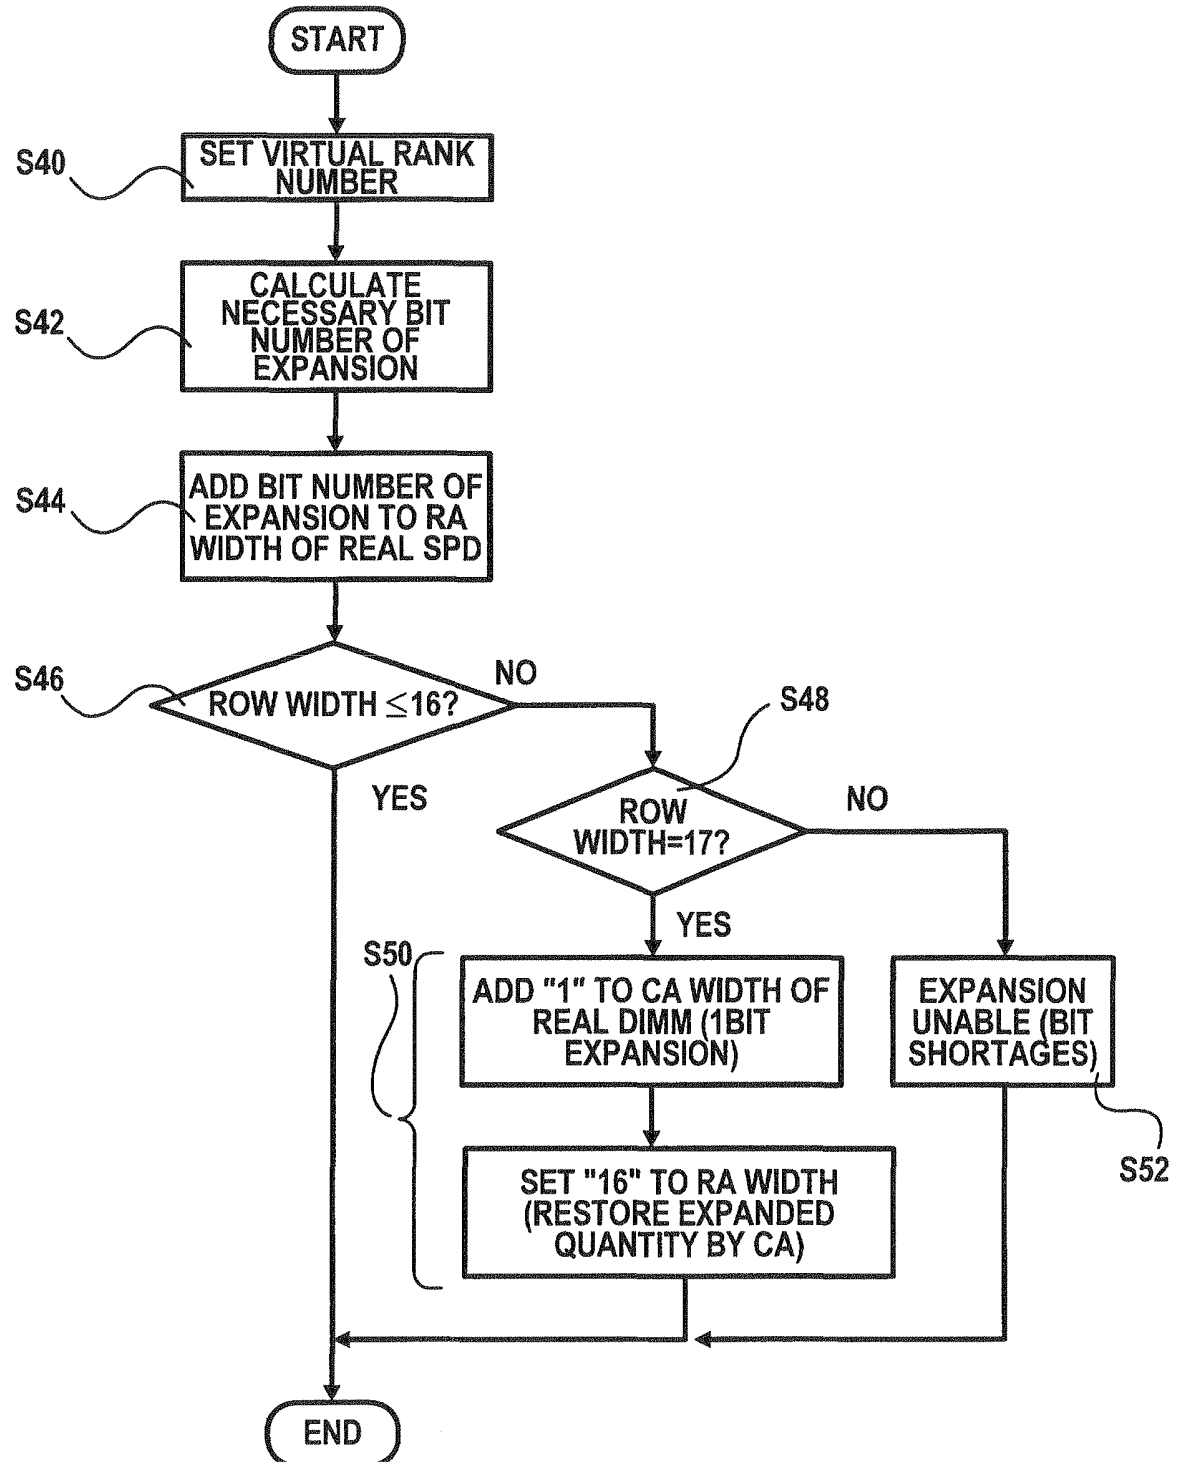 START
S40
SET VIRTUAL RANK
NUMBER
S42
CALCULATE
NECESSARY BIT
NUMBER OF
EXPANSION
S44
ADD BIT NUMBER OF
EXPANSION TO RA
WIDTH OF REAL SPD
S46
ROW WIDTH ≤16?
NO
YES
S48
ROW
WIDTH=17?
NO
YES
S50
ADD "1" TO CA WIDTH OF
REAL DIMM (1BIT
EXPANSION)
EXPANSION
UNABLE (BIT
SHORTAGES)
S52
SET "16" TO RA WIDTH
(RESTORE EXPANDED
QUANTITY BY CA)
END